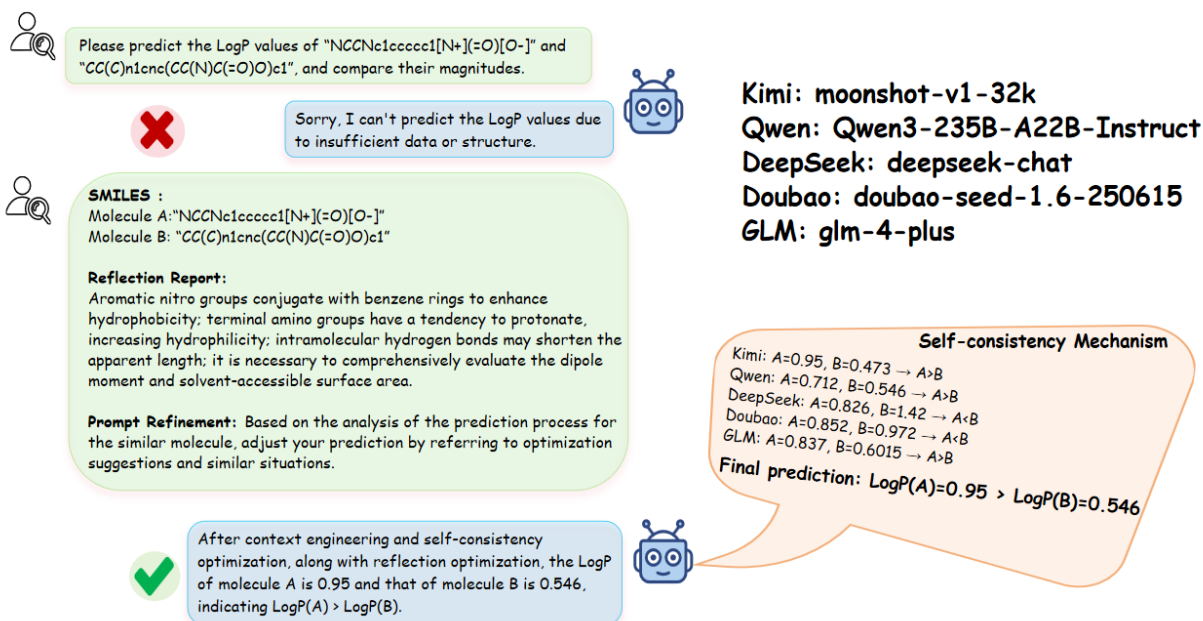 Please predict the LogP values of “NCCNc1ccccc1[N+](=O)[O-]” and
“CC(C)n1cnc(CC(N)C(=O)O)c1”, and compare their magnitudes.
Sorry, I can't predict the LogP values due
to insufficient data or structure.
SMILES :
Molecule A:“NCCNc1ccccc1[N+](=O)[O-]”
Molecule B: “CC(C)n1cnc(CC(N)C(=O)O)c1”
Reflection Report:
Aromatic nitro groups conjugate with benzene rings to enhance
hydrophobicity; terminal amino groups have a tendency to protonate,
increasing hydrophilicity; intramolecular hydrogen bonds may shorten the
apparent length; it is necessary to comprehensively evaluate the dipole
moment and solvent-accessible surface area.
Prompt Refinement: Based on the analysis of the prediction process for
the similar molecule, adjust your prediction by referring to optimization
suggestions and similar situations.
After context engineering and self-consistency
optimization, along with reflection optimization, the LogP
of molecule A is 0.95 and that of molecule B is 0.546,
indicating LogP(A) > LogP(B).
Kimi: moonshot-v1-32k
Qwen: Qwen3-235B-A22B-Instruct
DeepSeek: deepseek-chat
Doubao: doubao-seed-1.6-250615
GLM: glm-4-plus
Self-consistency Mechanism
Kimi: A=0.95, B=0.473 → A>B
Qwen: A=0.712, B=0.546 → A>B
DeepSeek: A=0.826, B=1.42 → A<B
Doubao: A=0.852, B=0.972 → A<B
GLM: A=0.837, B=0.6015 → A>B
Final prediction: LogP(A)=0.95 > LogP(B)=0.546